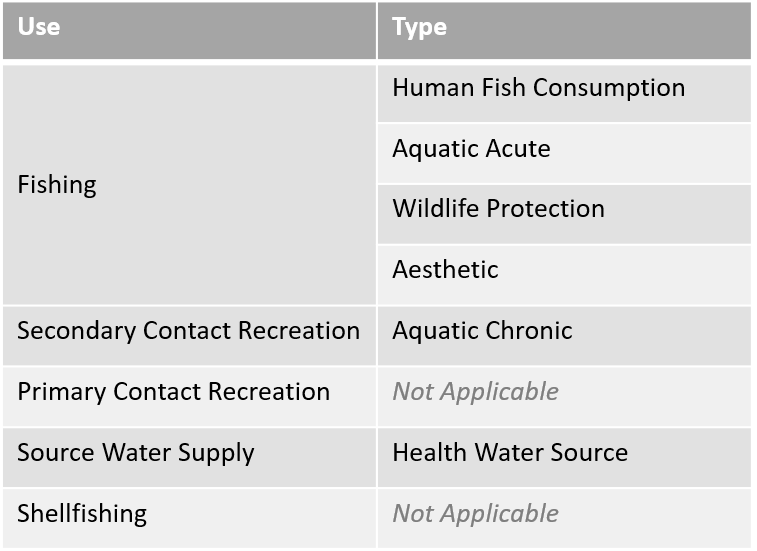 Use Type
Fishing Human Fish Consumption
Aquatic Acute
Wildlife Protection
Aesthetic
Secondary Contact Recreation Aquatic Chronic
Primary Contact Recreation Not Applicable
Source Water Supply Health Water Source
Shellfishing Not Applicable